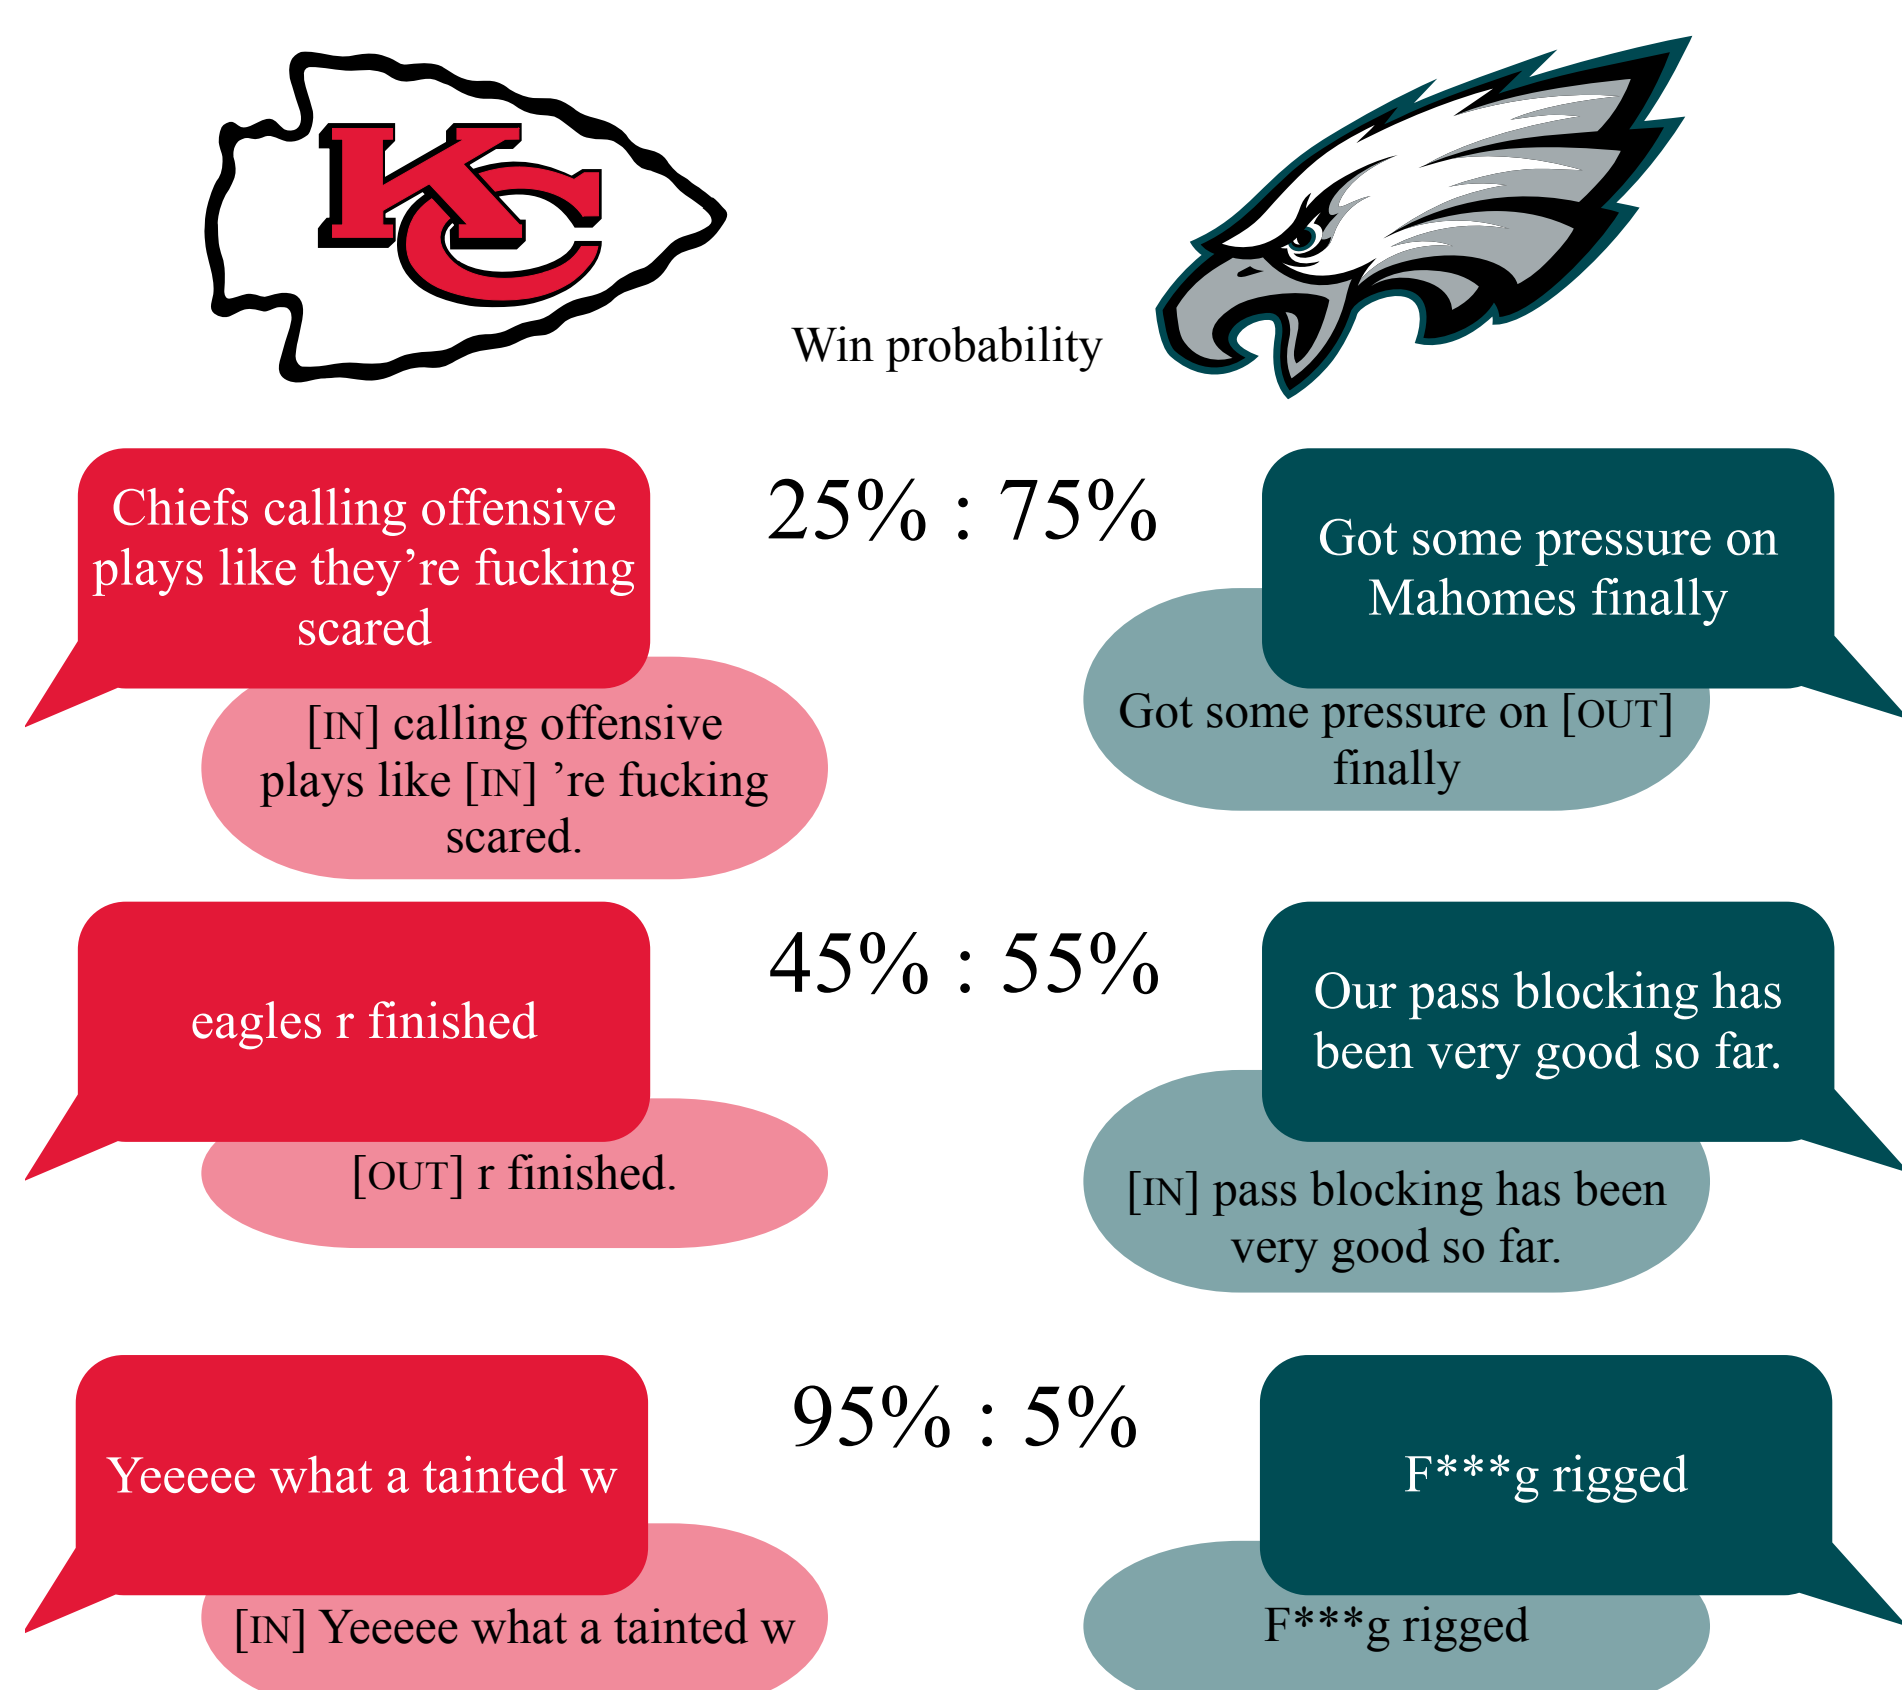 KC
Win probability
Chiefs calling offensive
plays like they’re fucking
scared
25% : 75%
Got some pressure on
Mahomes finally
[IN] calling offensive
plays like [IN] ’re fucking
scared.
Got some pressure on [OUT]
finally
eagles r finished
45% : 55%
Our pass blocking has
been very good so far.
[OUT] r finished.
[IN] pass blocking has been
very good so far.
Yeeeee what a tainted w
95% : 5%
F***g rigged
[IN] Yeeeee what a tainted w
F***g rigged